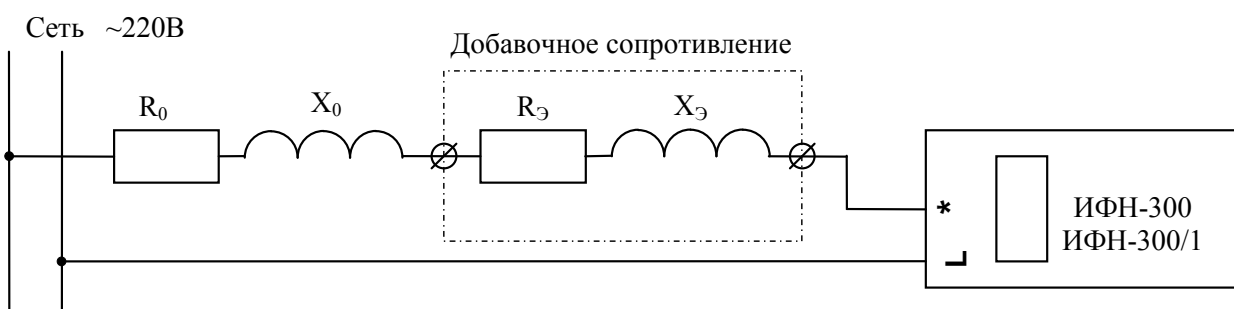 Сеть ~220В
Добавочное сопротивление
R₀
X₀
Rэ
Xэ
*
L
ИФН-300
ИФН-300/1